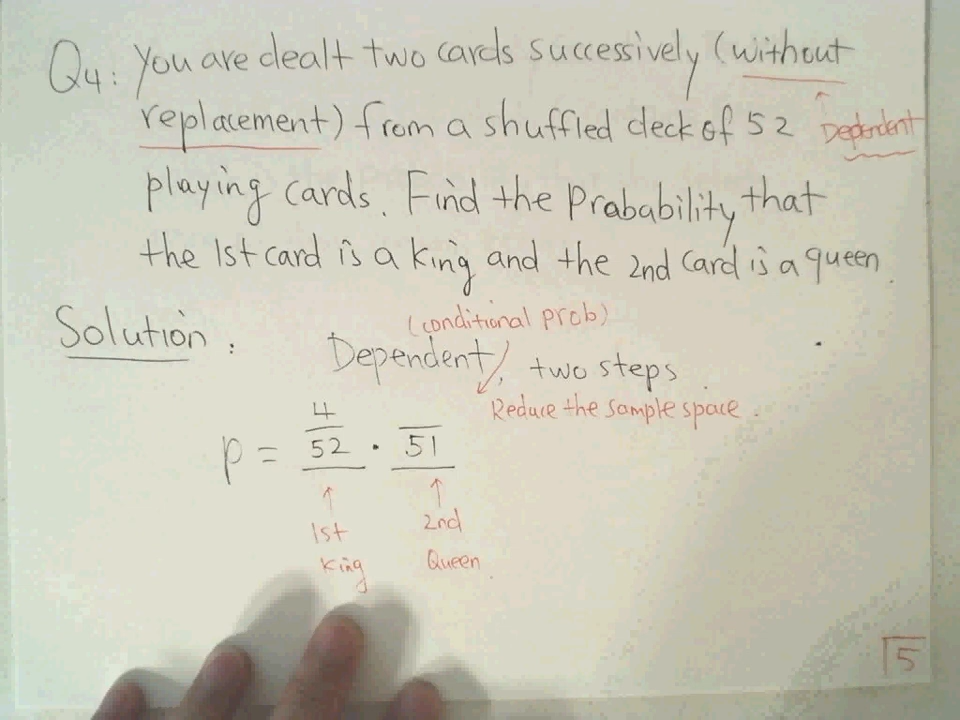 Q4: You are dealt two cards successively (without
replacement) from a shuffled deck of 52
Dependent
playing cards. Find the Prabability that
the 1st card is a king and the 2nd card is a queen
Solution:
(conditional prob)
Dependent, two steps.
Reduce the sample space.
P = 4/52 · /51
1st 2nd
King Queen
5